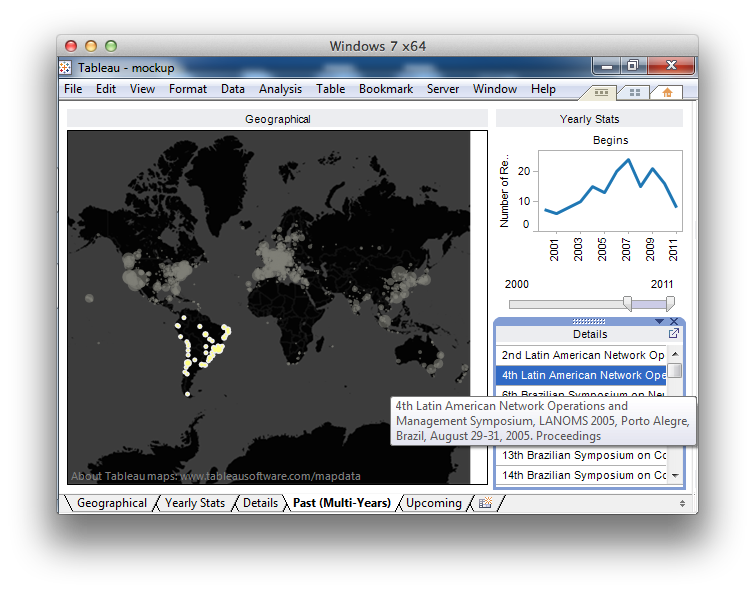 Windows 7 x64
Tableau - mockup
File Edit View Format Data Analysis Table Bookmark Server Window Help
Geographical
Yearly Stats
Begins
Number of Re..
20
10
0
2001
2003
2005
2007
2009
2011
2000 2011
Details
2nd Latin American Network Op
4th Latin American Network Ope
6th Brazilian Symposium on Neu
4th Latin American Network Operations and
Management Symposium, LANOMS 2005, Porto Alegre,
Brazil, August 29-31, 2005. Proceedings
13th Brazilian Symposium on Co
14th Brazilian Symposium on Co
About Tableau maps: www.tableausoftware.com/mapdata
Geographical Yearly Stats Details Past (Multi-Years) Upcoming